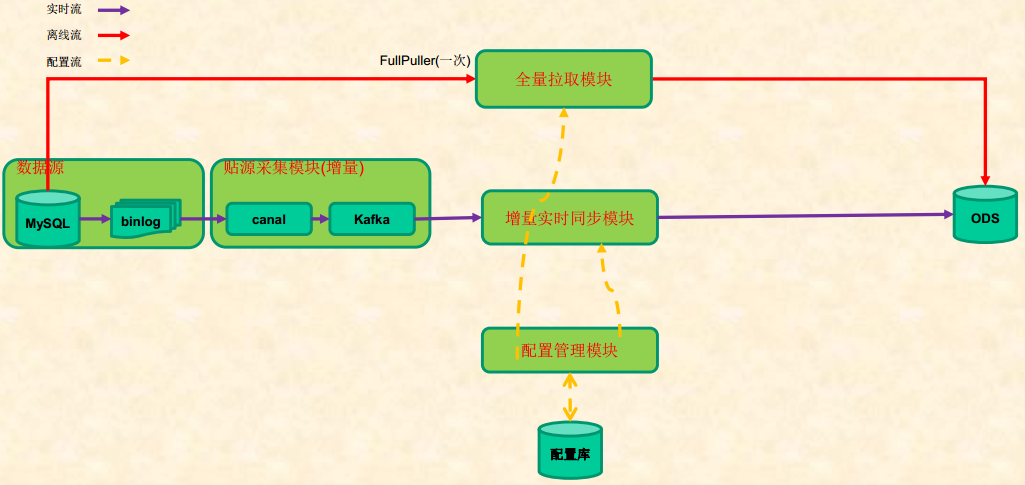 实时流
离线流
配置流
FullPuller(一次)
全量拉取模块
数据源
贴源采集模块(增量)
MySQL
binlog
canal
Kafka
增量实时同步模块
ODS
配置管理模块
配置库